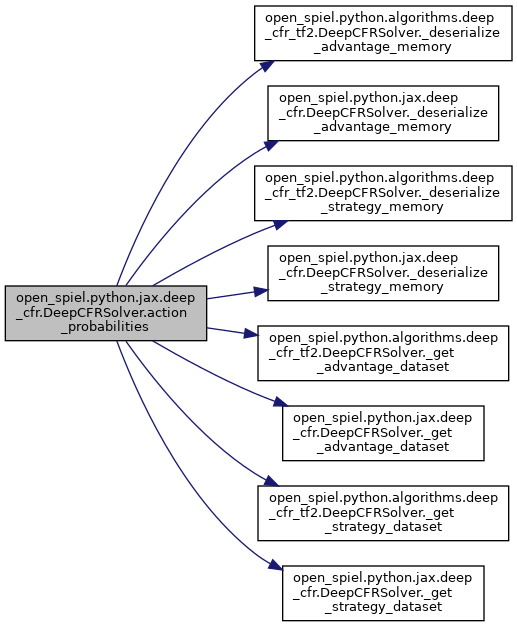 open_spiel.python.algorithms.deep
_cfr_tf2.DeepCFRSolver._deserialize
_advantage_memory
open_spiel.python.jax.deep
_cfr.DeepCFRSolver._deserialize
_advantage_memory
open_spiel.python.algorithms.deep
_cfr_tf2.DeepCFRSolver._deserialize
_strategy_memory
open_spiel.python.jax.deep
_cfr.DeepCFRSolver._deserialize
_strategy_memory
open_spiel.python.jax.deep
_cfr.DeepCFRSolver.action
_probabilities
open_spiel.python.algorithms.deep
_cfr_tf2.DeepCFRSolver._get
_advantage_dataset
open_spiel.python.jax.deep
_cfr.DeepCFRSolver._get
_advantage_dataset
open_spiel.python.algorithms.deep
_cfr_tf2.DeepCFRSolver._get
_strategy_dataset
open_spiel.python.jax.deep
_cfr.DeepCFRSolver._get
_strategy_dataset